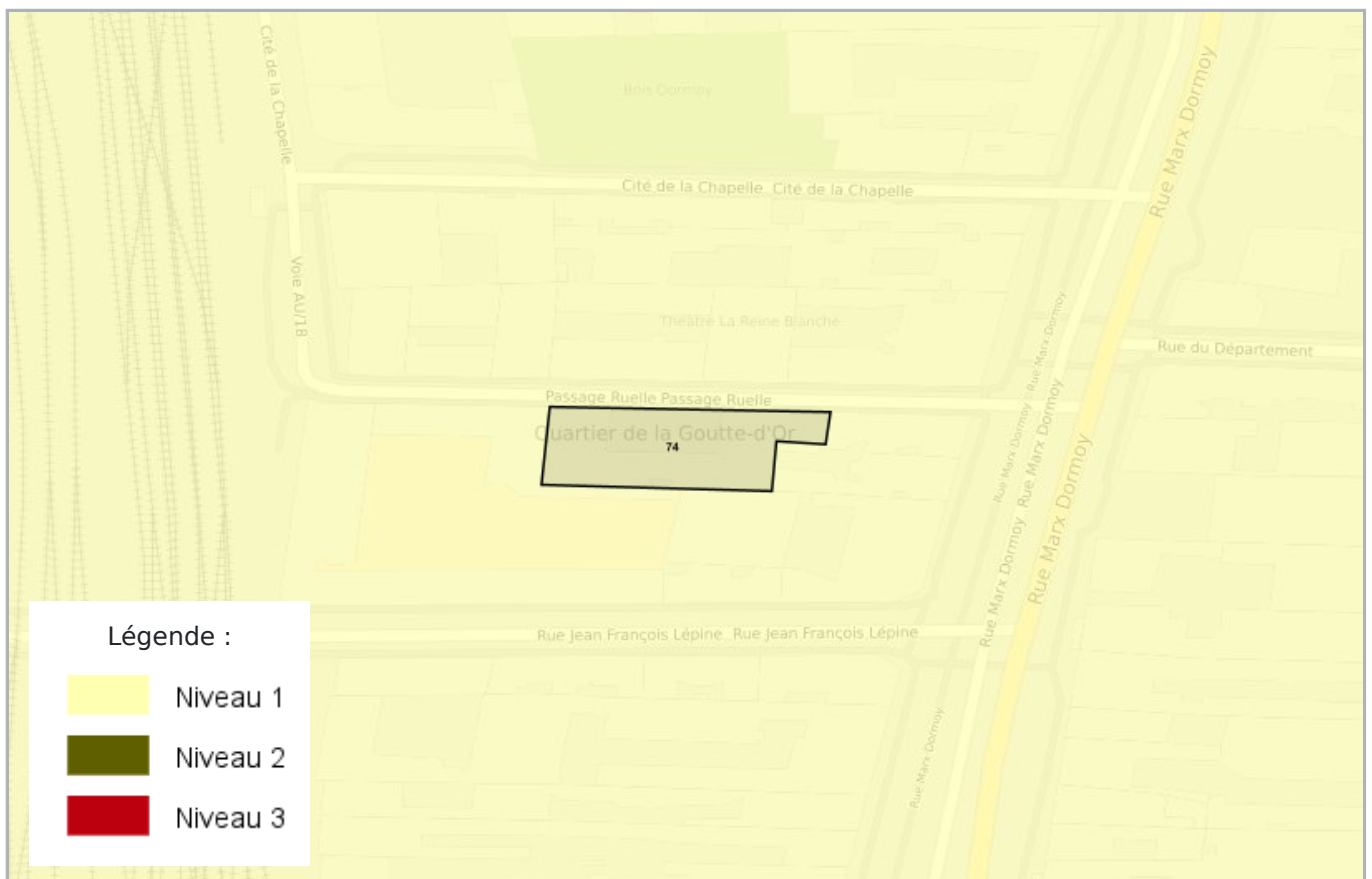 Cité de la Chapelle
Bois Dormoy
Rue Marx Dormoy
Cité de la Chapelle Cité de la Chapelle
Voie AU/18
Théâtre La Reine Blanche
Rue Marx Dormoy Rue Marx Dormoy
Rue du Département
Passage Ruelle Passage Ruelle
Quartier de la Goutte-d'Or
74
Rue Marx Dormoy Rue Marx Dormoy
Rue Marx Dormoy
Rue Jean François Lépine Rue Jean François Lépine
Rue Marx Dormoy
Légende :
Niveau 1
Niveau 2
Niveau 3